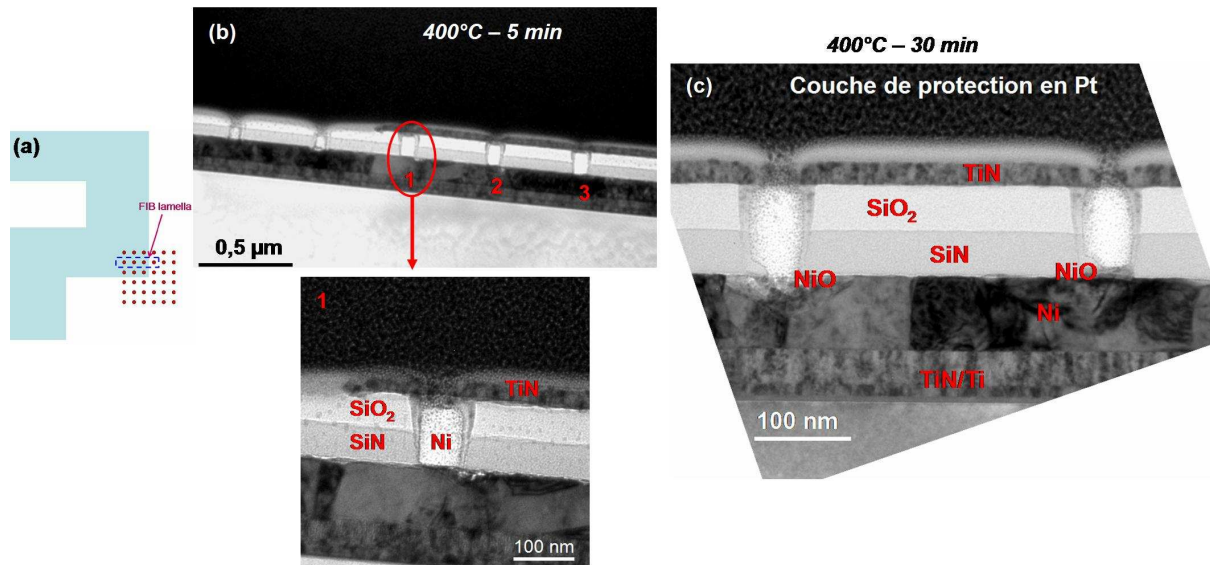 (a)
FIB lamella
(b)
400°C – 5 min
1
2
3
0,5 µm
1
TiN
SiO₂
SiN
Ni
100 nm
400°C – 30 min
(c)
Couche de protection en Pt
TiN
SiO₂
SiN
NiO
NiO
Ni
TiN/Ti
100 nm